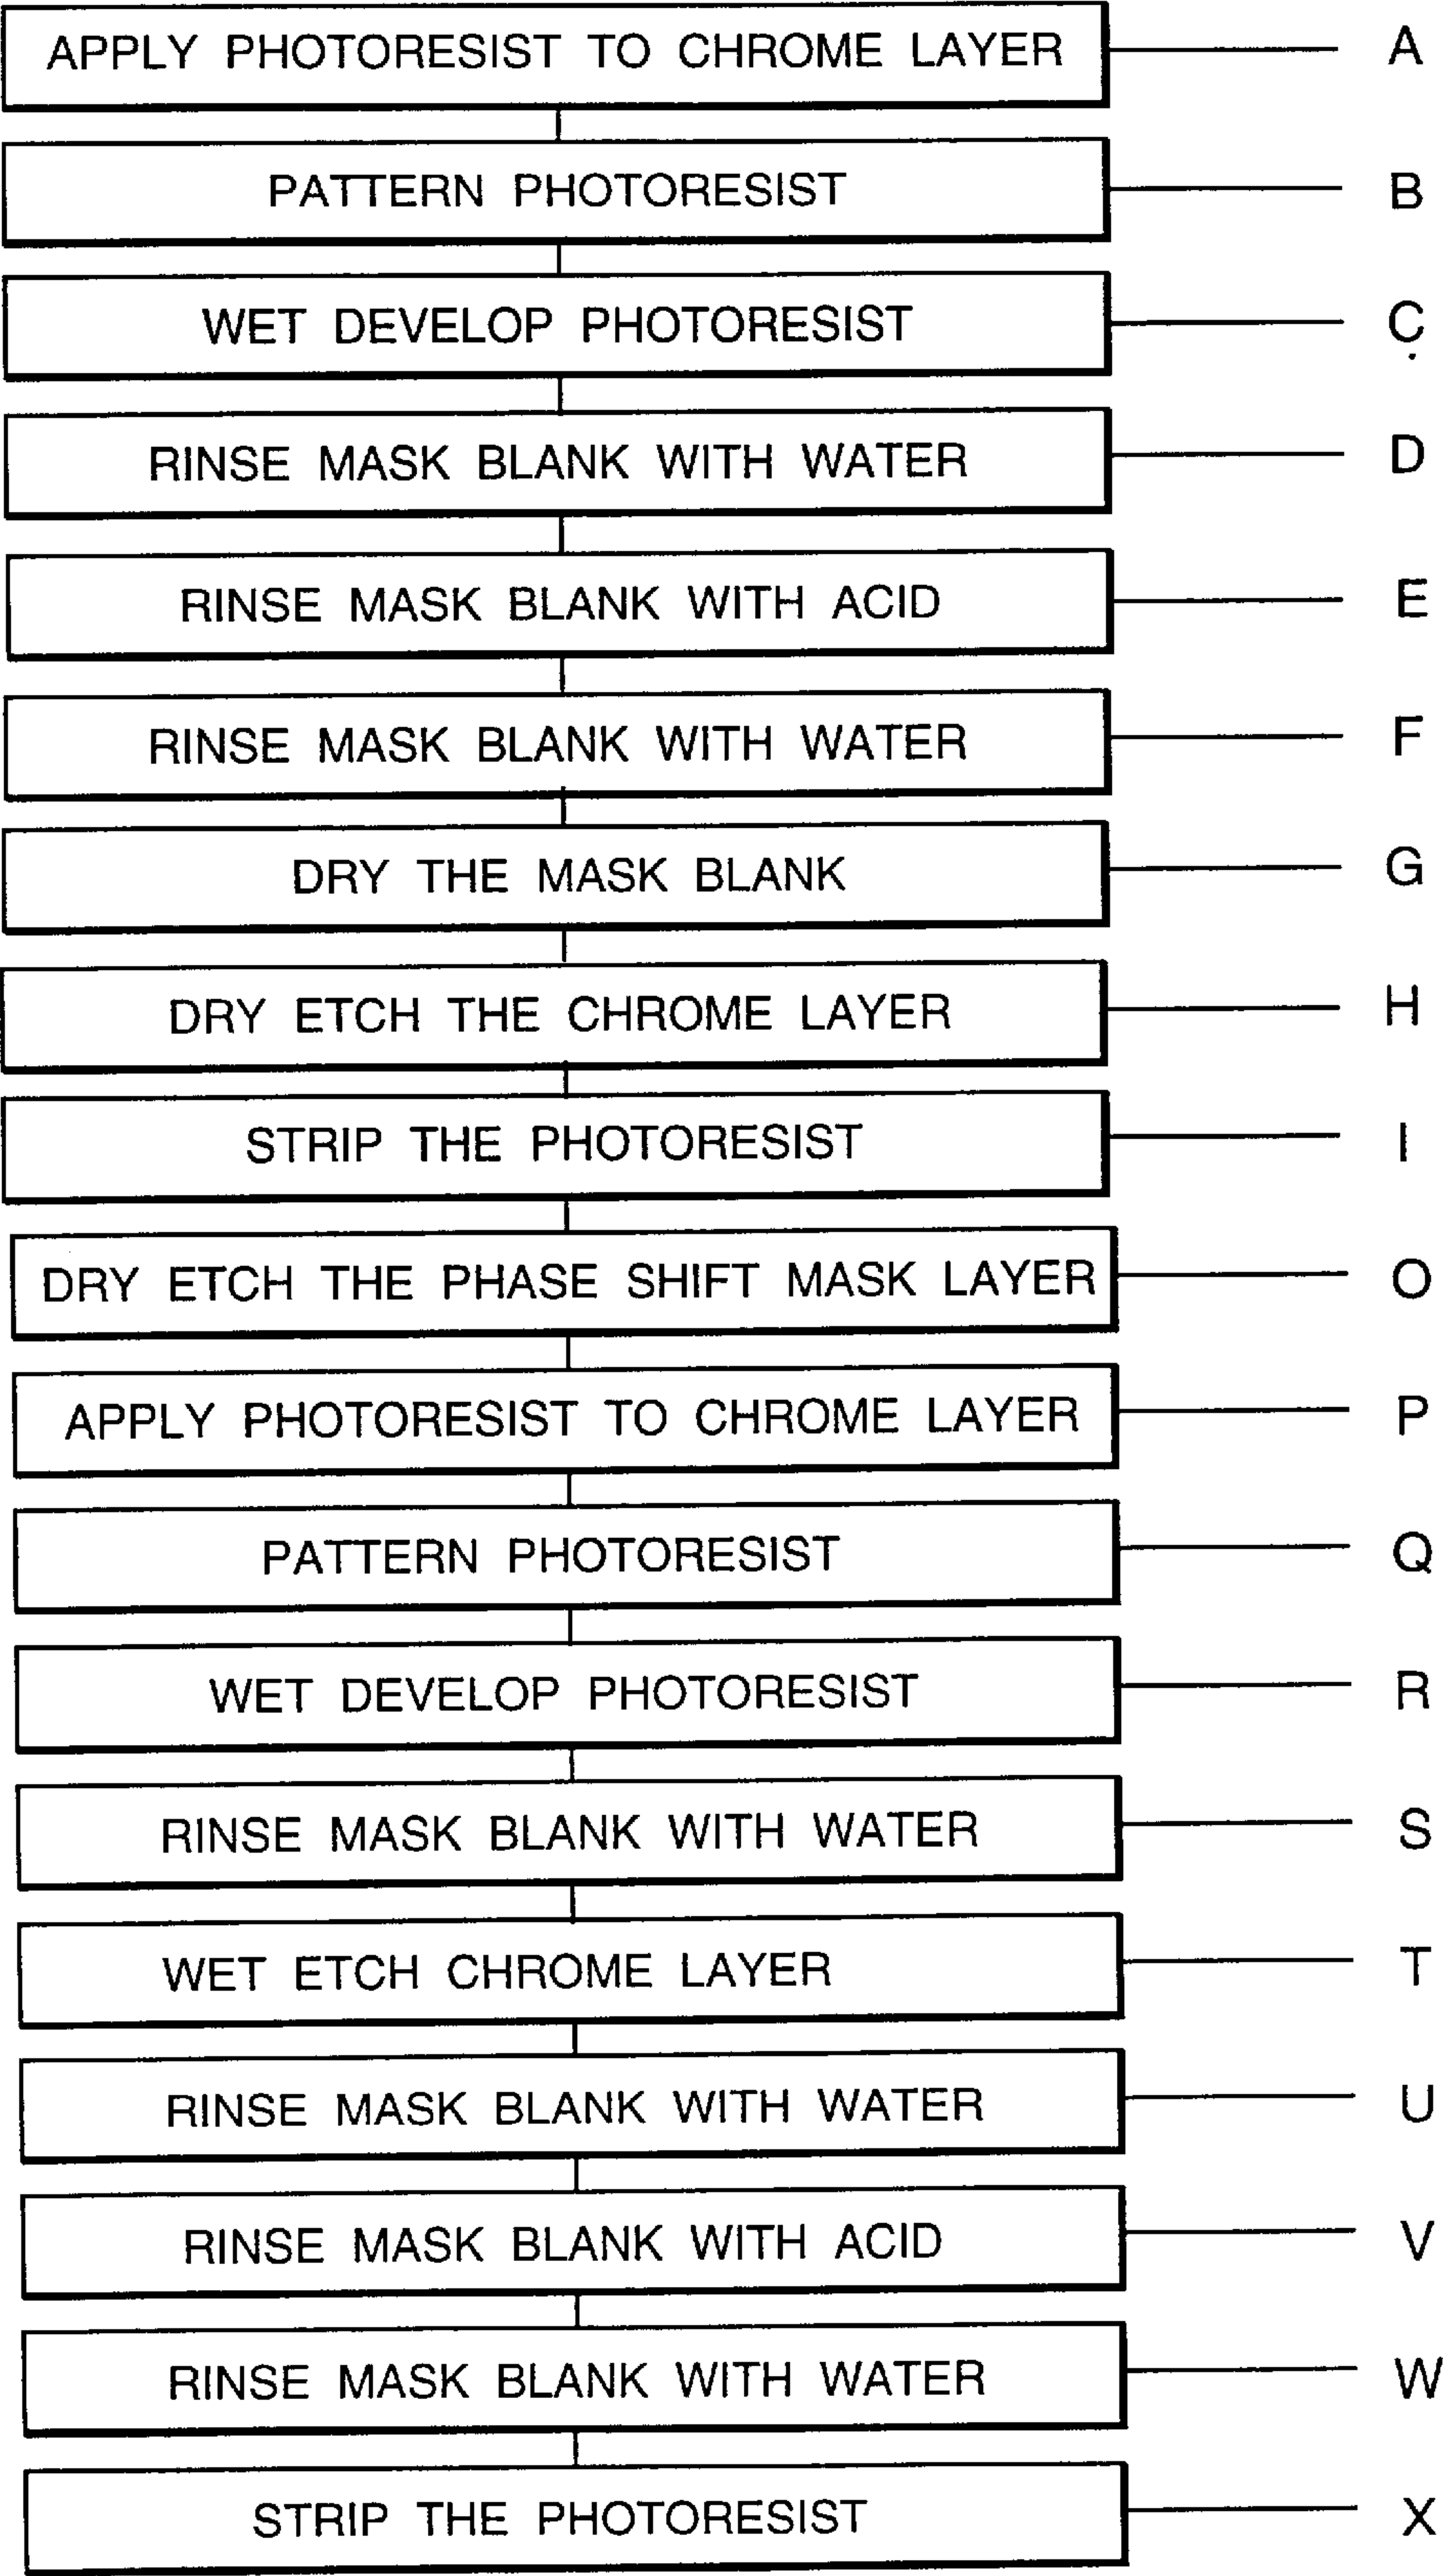 APPLY PHOTORESIST TO CHROME LAYER A
PATTERN PHOTORESIST B
WET DEVELOP PHOTORESIST C
RINSE MASK BLANK WITH WATER D
RINSE MASK BLANK WITH ACID E
RINSE MASK BLANK WITH WATER F
DRY THE MASK BLANK G
DRY ETCH THE CHROME LAYER H
STRIP THE PHOTORESIST I
DRY ETCH THE PHASE SHIFT MASK LAYER O
APPLY PHOTORESIST TO CHROME LAYER P
PATTERN PHOTORESIST Q
WET DEVELOP PHOTORESIST R
RINSE MASK BLANK WITH WATER S
WET ETCH CHROME LAYER T
RINSE MASK BLANK WITH WATER U
RINSE MASK BLANK WITH ACID V
RINSE MASK BLANK WITH WATER W
STRIP THE PHOTORESIST X